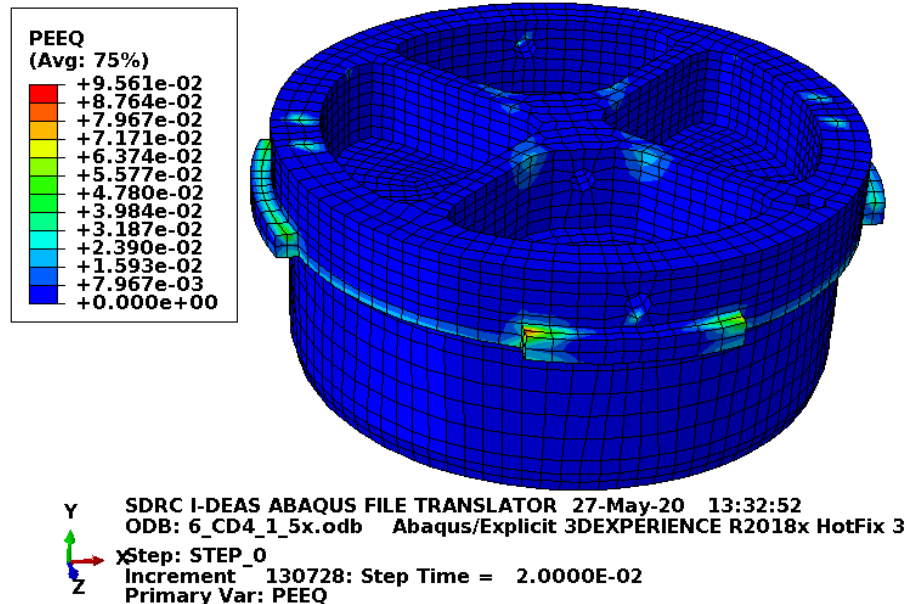 PEEQ
(Avg: 75%)
+9.561e-02
+8.764e-02
+7.967e-02
+7.171e-02
+6.374e-02
+5.577e-02
+4.780e-02
+3.984e-02
+3.187e-02
+2.390e-02
+1.593e-02
+7.967e-03
+0.000e+00
Y
X
Z
SDRC I-DEAS ABAQUS FILE TRANSLATOR 27-May-20 13:32:52
ODB: 6_CD4_1_5x.odb Abaqus/Explicit 3DEXPERIENCE R2018x HotFix 3
Step: STEP_0
Increment 130728: Step Time = 2.0000E-02
Primary Var: PEEQ